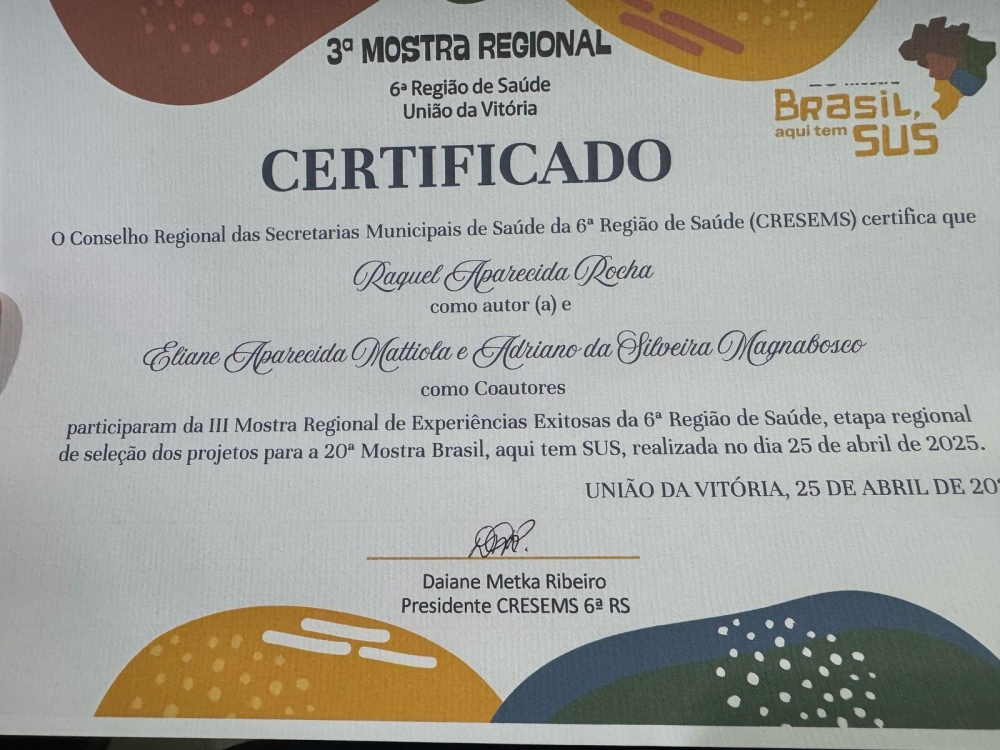 3ª MOSTRa REGIONAL
6ª Região de Saúde
União da Vitória
BRasiL,
aqui tem
SUS
CERTIFICADO
O Conselho Regional das Secretarias Municipais de Saúde da 6ª Região de Saúde (CRESEMS) certifica que
Raquel Aparecida Rocha
como autor (a) e
Eliane Aparecida Mattiola e Adriano da Silveira Magnabosco
como Coautores
participaram da III Mostra Regional de Experiências Exitosas da 6ª Região de Saúde, etapa regional
de seleção dos projetos para a 20ª Mostra Brasil, aqui tem SUS, realizada no dia 25 de abril de 2025.
UNIÃO DA VITÓRIA, 25 DE ABRIL DE
Daiane Metka Ribeiro
Presidente CRESEMS 6ª RS